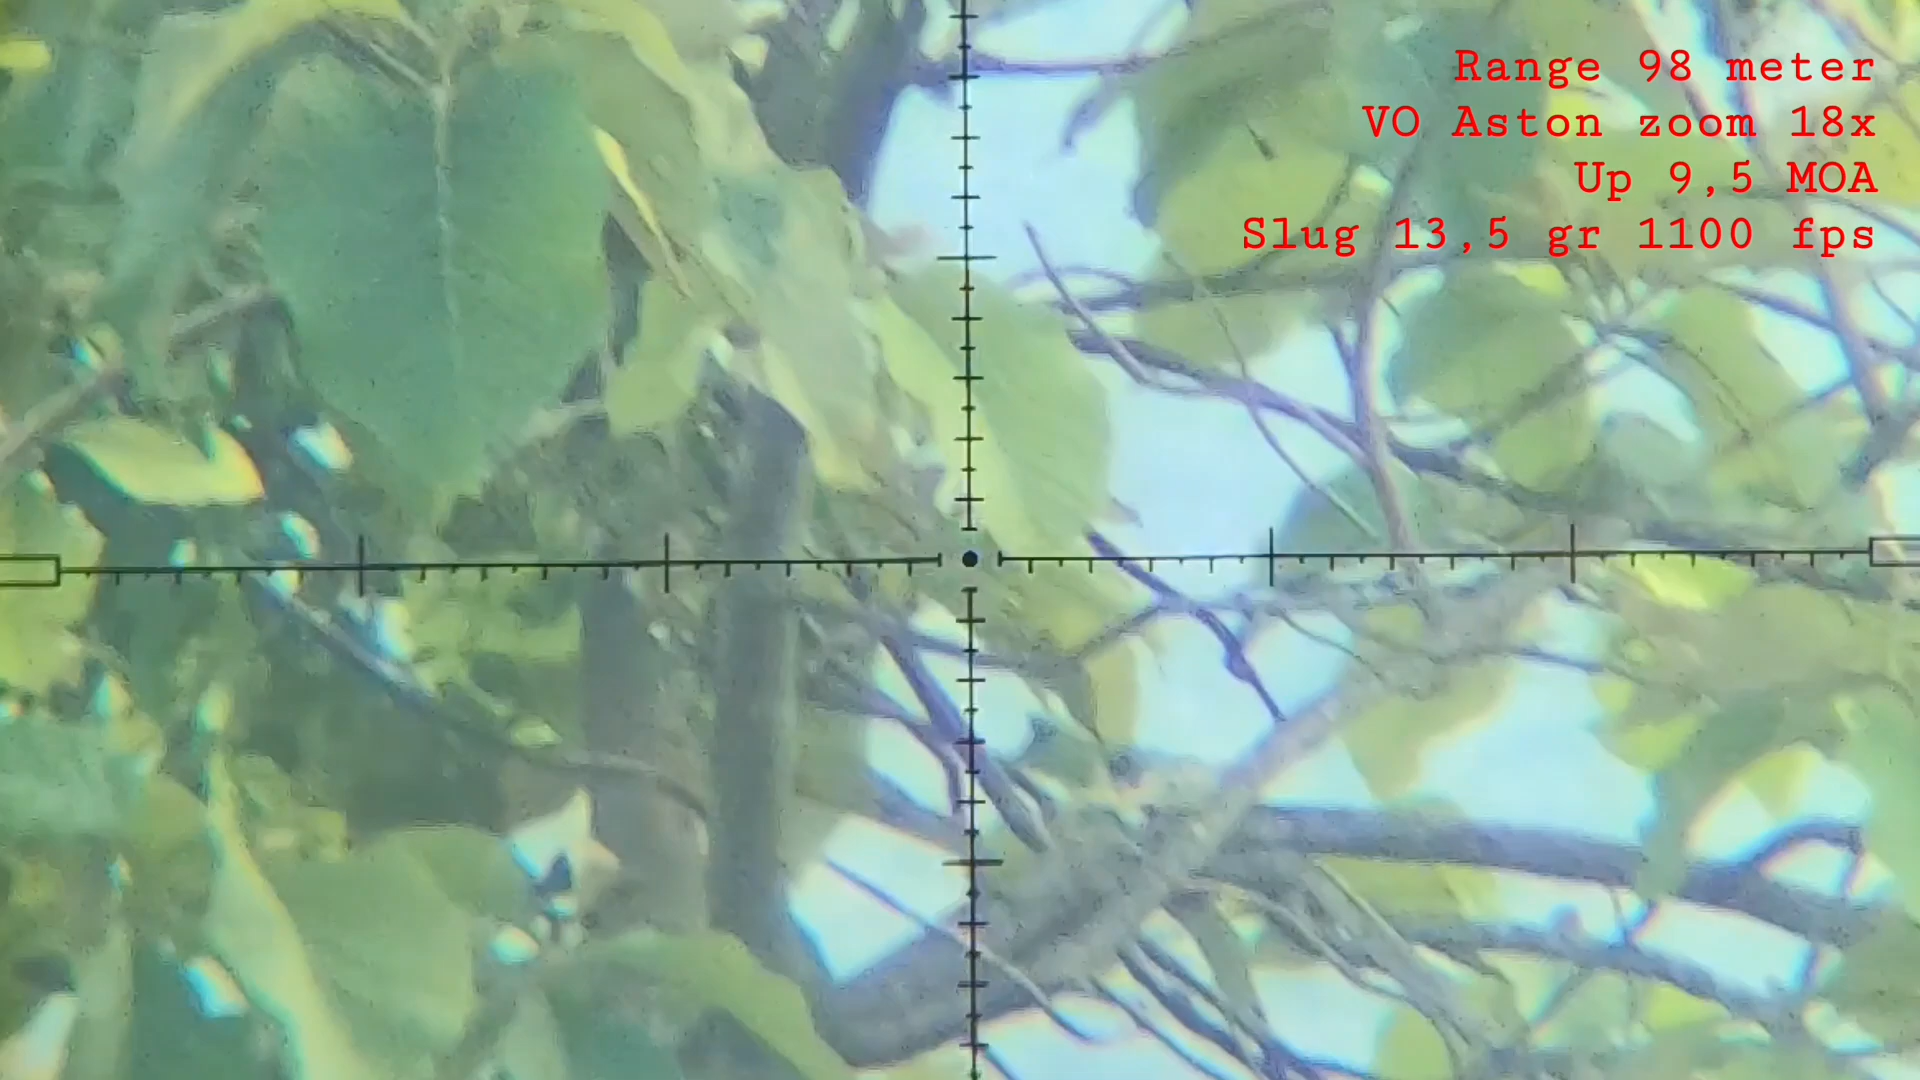 Range 98 meter
VO Aston zoom 18x
Up 9,5 MOA
Slug 13,5 gr 1100 fps